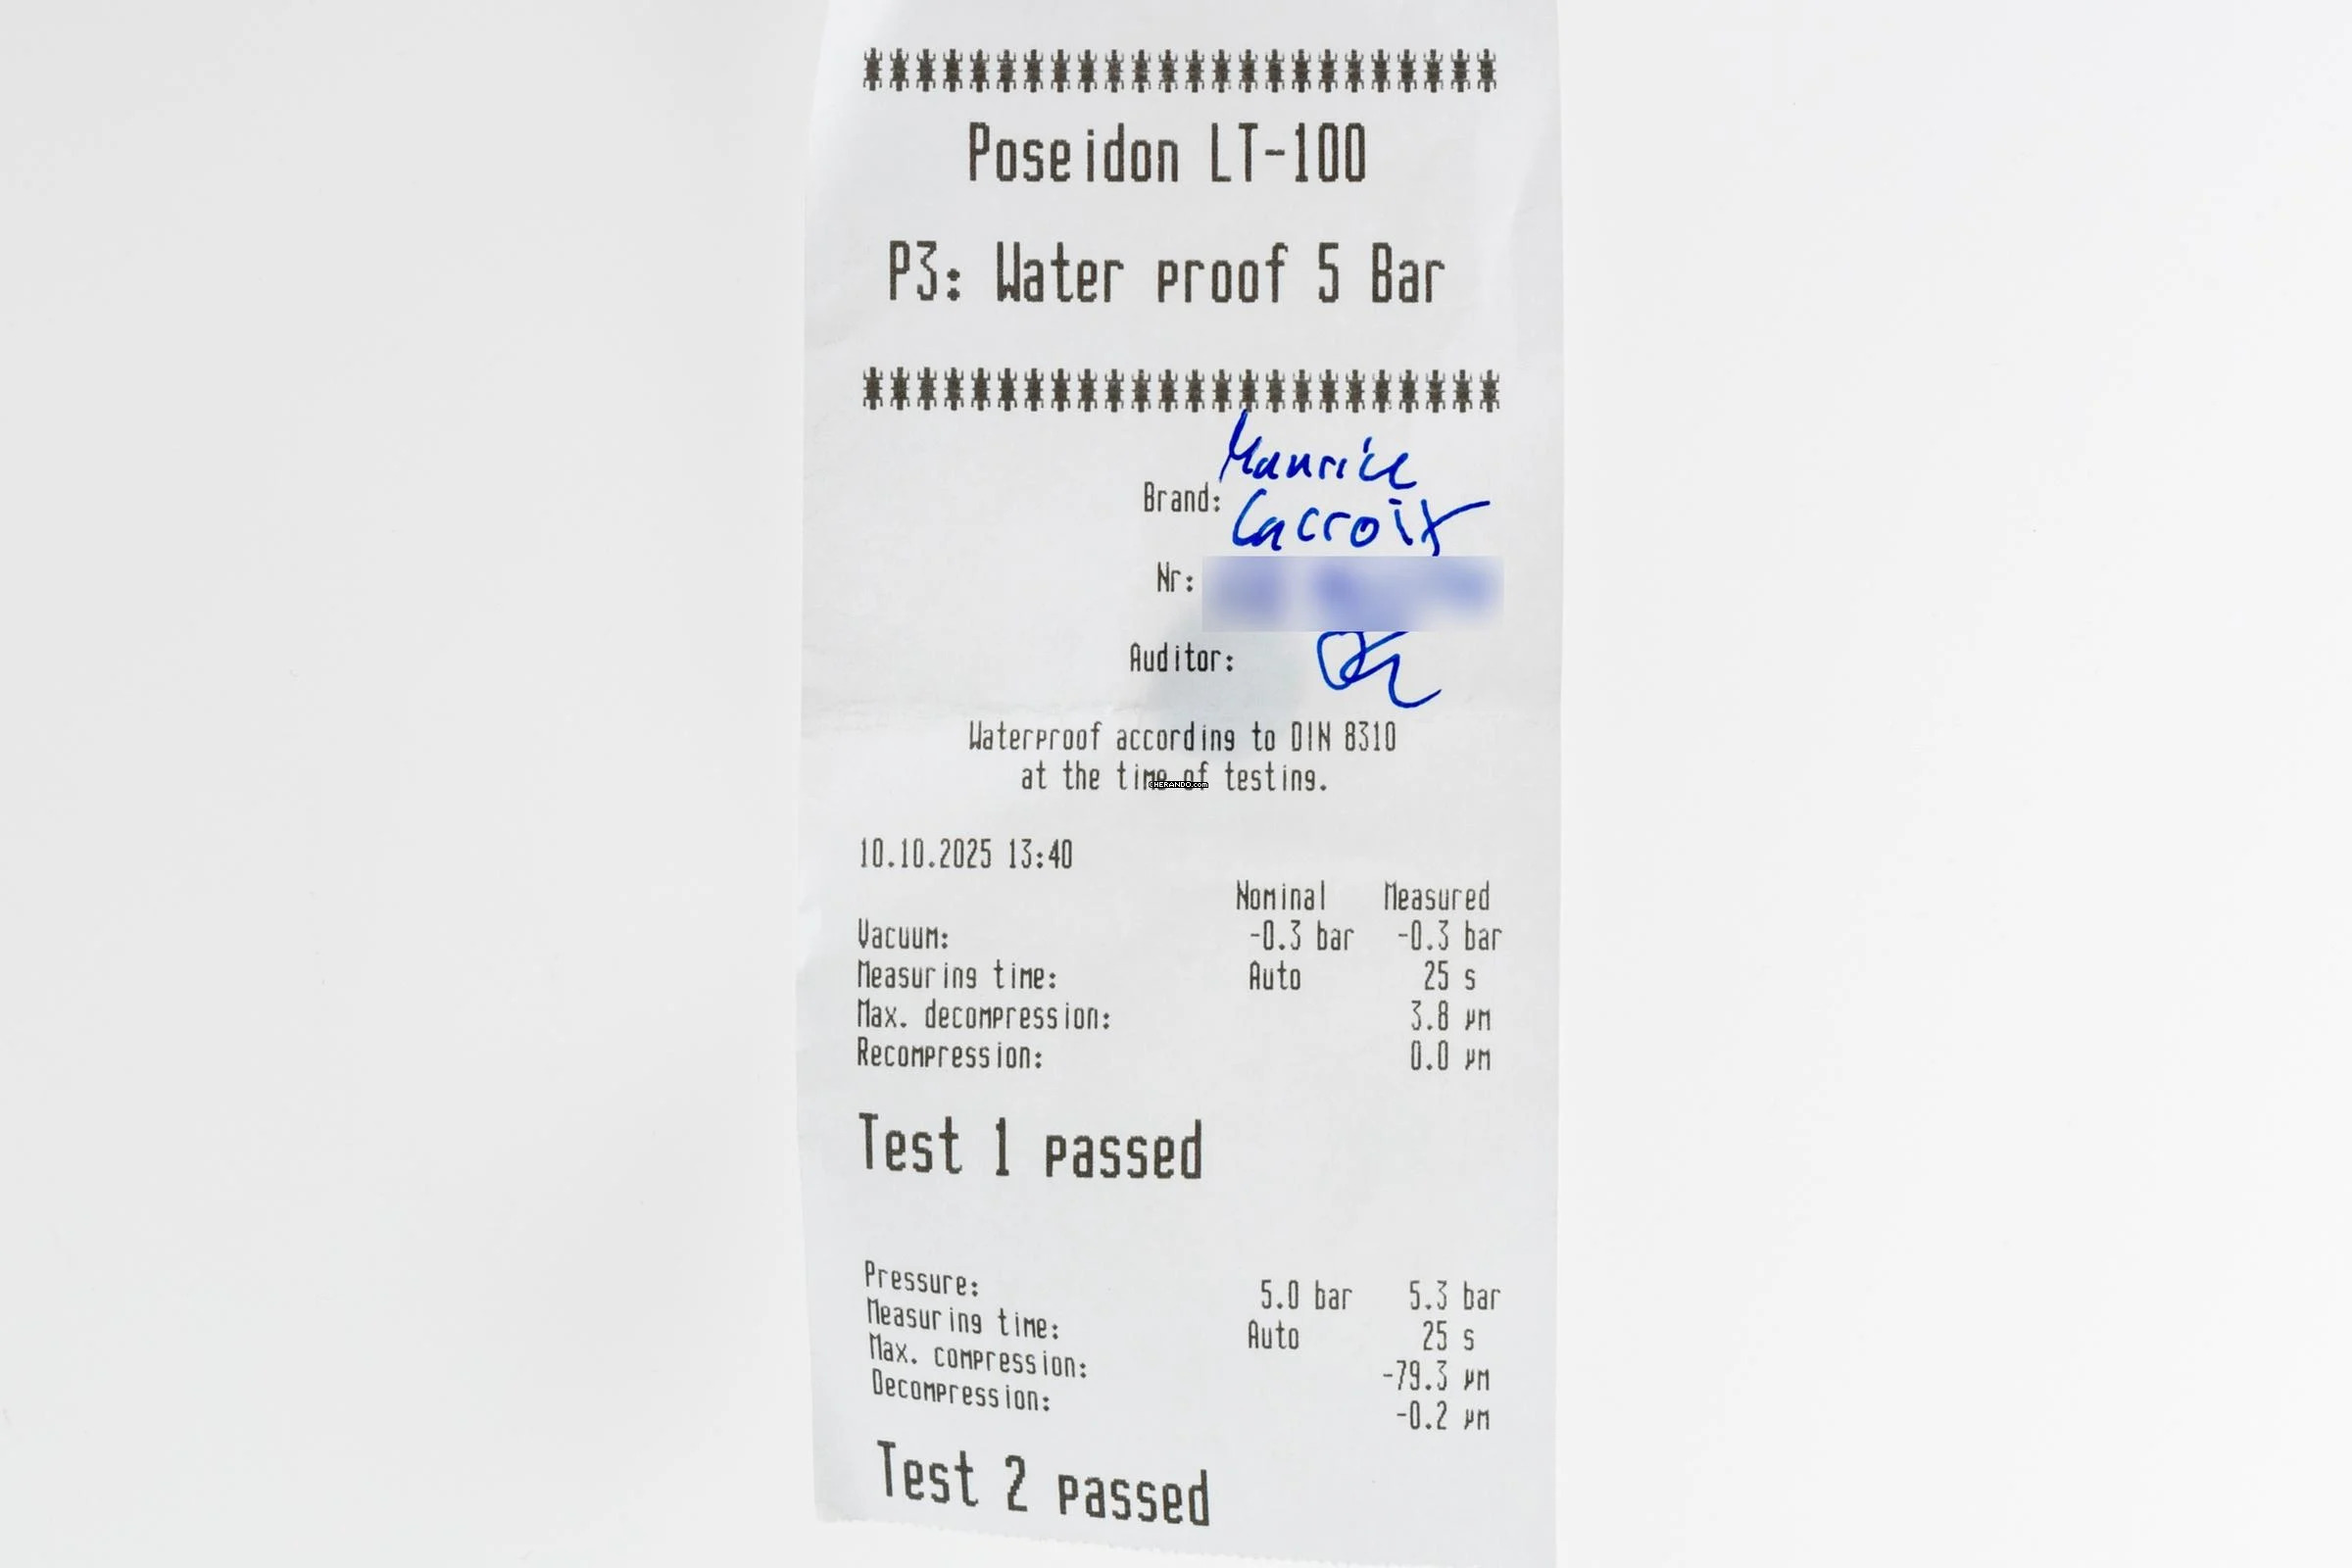 ************************
Poseidon LT-100
P3: Water proof 5 Bar
************************
Brand: Maurice
Lacroix
Nr:
Auditor:
Waterproof according to DIN 8310
at the time of testing.
CHERANDO.com
10.10.2025 13:40
Nominal Measured
Vacuum: -0.3 bar -0.3 bar
Measuring time: Auto 25 s
Max. decompression: 3.8 µm
Recompression: 0.0 µm
Test 1 passed
Pressure: 5.0 bar 5.3 bar
Measuring time: Auto 25 s
Max. compression: -79.3 µm
Decompression: -0.2 µm
Test 2 passed